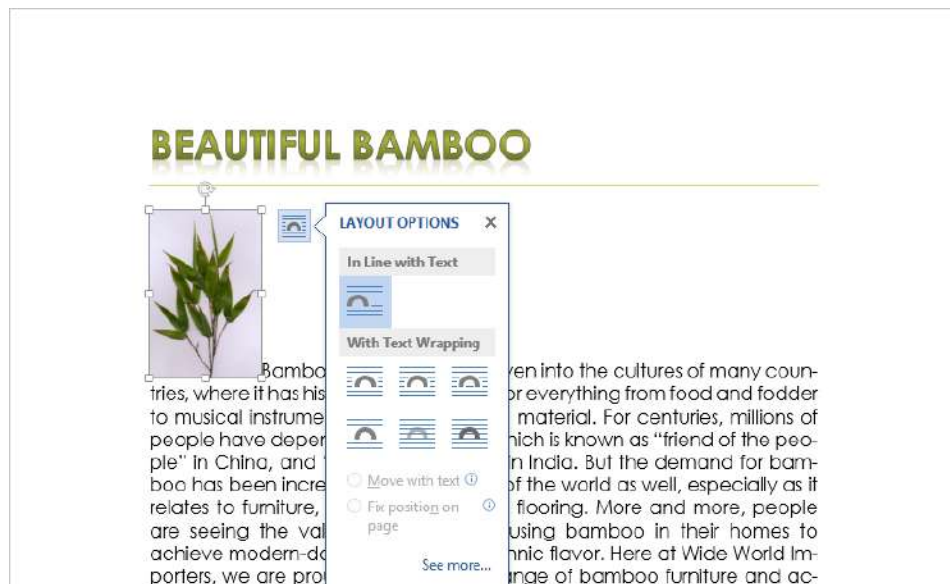 BEAUTIFUL BAMBOO
LAYOUT OPTIONS
In Line with Text
With Text Wrapping
Move with text
Fix position on
page
See more...
Bambo ven into the cultures of many coun-
tries, where it has his or everything from food and fodder
to musical instrume material. For centuries, millions of
people have deper hich is known as “friend of the peo-
ple” in China, and “ in India. But the demand for bam-
boo has been incre of the world as well, especially as it
relates to furniture, flooring. More and more, people
are seeing the val using bamboo in their homes to
achieve modern-da hnic flavor. Here at Wide World Im-
porters, we are prou nge of bamboo furniture and ac-